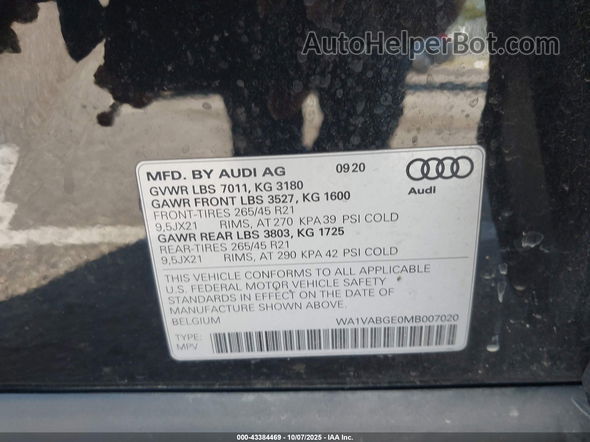 AutoHelperBot.com
MFD. BY AUDI AG 09 20
GVWR LBS 7011, KG 3180
GAWR FRONT LBS 3527, KG 1600
Audi
FRONT-TIRES 265/45 R21
9,5JX21 RIMS, AT 270 KPA 39 PSI COLD
GAWR REAR LBS 3803, KG 1725
REAR-TIRES 265/45 R21
9,5JX21 RIMS, AT 290 KPA 42 PSI COLD
THIS VEHICLE CONFORMS TO ALL APPLICABLE
U.S. FEDERAL MOTOR VEHICLE SAFETY
STANDARDS IN EFFECT ON THE DATE OF
MANUFACTURE SHOWN ABOVE.
BELGIUM WA1VABGE0MB007020
TYPE:
MPV
© COPY: #000-43384469 - 10/07/2025 - IAA Inc.